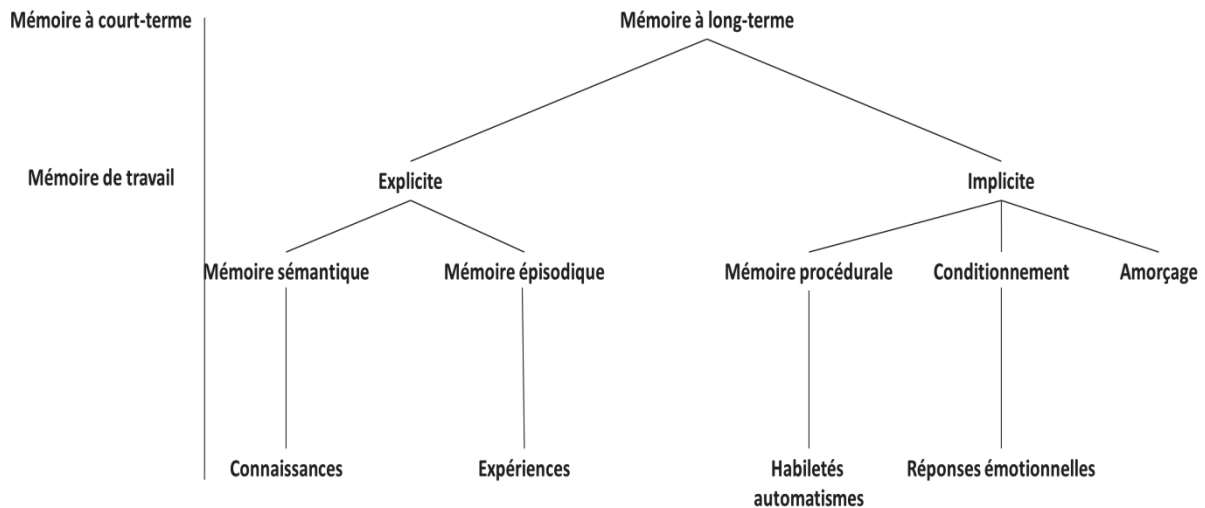 Mémoire à court-terme
Mémoire à long-terme
Mémoire de travail
Explicite
Implicite
Mémoire sémantique
Mémoire épisodique
Mémoire procédurale
Conditionnement
Amorçage
Connaissances
Expériences
Habiletés
automatismes
Réponses émotionnelles